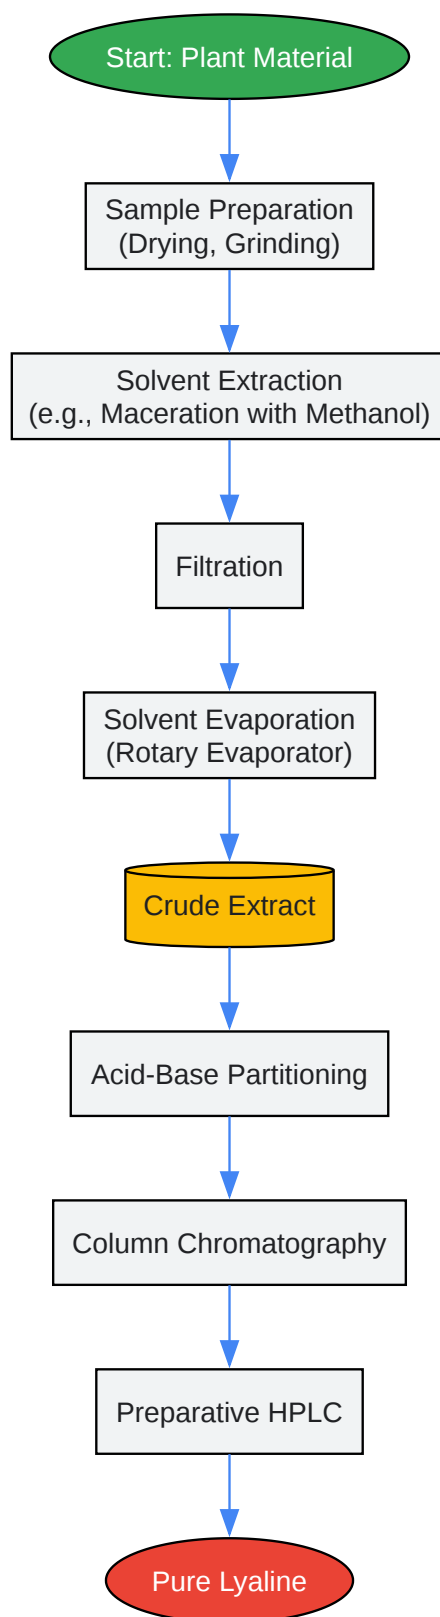 Start: Plant Material
Sample Preparation
(Drying, Grinding)
Solvent Extraction
(e.g., Maceration with Methanol)
Filtration
Solvent Evaporation
(Rotary Evaporator)
Crude Extract
Acid-Base Partitioning
Column Chromatography
Preparative HPLC
Pure Lyaline